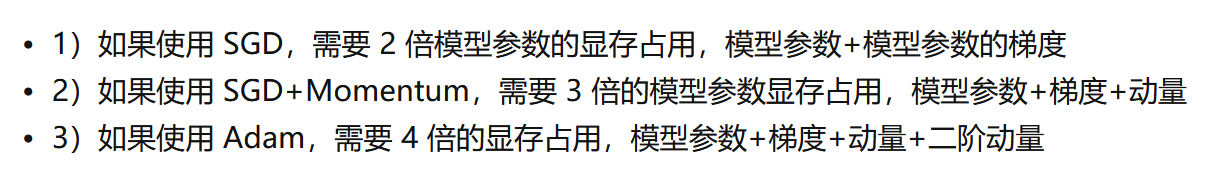 • 1）如果使用 SGD，需要 2 倍模型参数的显存占用，模型参数+模型参数的梯度
• 2）如果使用 SGD+Momentum，需要 3 倍的模型参数显存占用，模型参数+梯度+动量
• 3）如果使用 Adam，需要 4 倍的显存占用，模型参数+梯度+动量+二阶动量